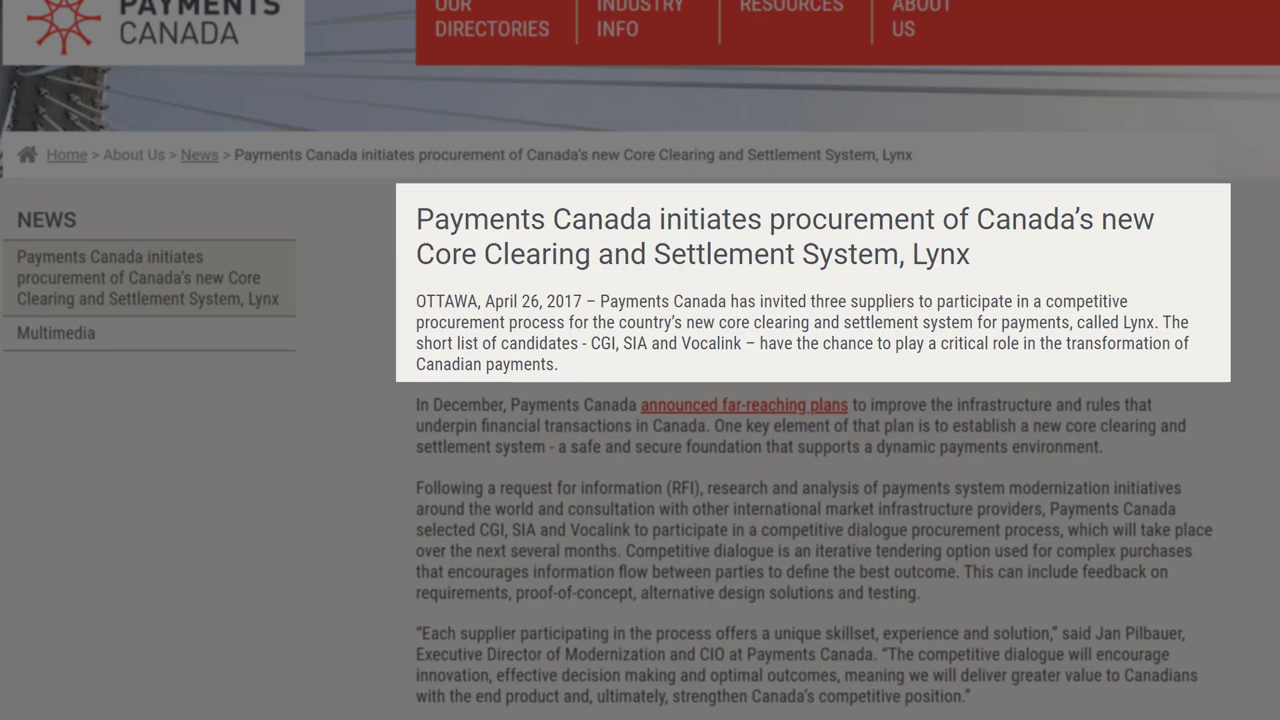 PAYMENTS
CANADA
OUR
DIRECTORIES
INDUSTRY
INFO
RESOURCES
ABOUT
US
Home > About Us > News > Payments Canada initiates procurement of Canada's new Core Clearing and Settlement System, Lynx
NEWS
Payments Canada initiates
procurement of Canada's new Core
Clearing and Settlement System, Lynx
Multimedia
Payments Canada initiates procurement of Canada’s new
Core Clearing and Settlement System, Lynx
OTTAWA, April 26, 2017 – Payments Canada has invited three suppliers to participate in a competitive
procurement process for the country’s new core clearing and settlement system for payments, called Lynx. The
short list of candidates - CGI, SIA and Vocalink – have the chance to play a critical role in the transformation of
Canadian payments.
In December, Payments Canada announced far-reaching plans to improve the infrastructure and rules that
underpin financial transactions in Canada. One key element of that plan is to establish a new core clearing and
settlement system - a safe and secure foundation that supports a dynamic payments environment.
Following a request for information (RFI), research and analysis of payments system modernization initiatives
around the world and consultation with other international market infrastructure providers, Payments Canada
selected CGI, SIA and Vocalink to participate in a competitive dialogue procurement process, which will take place
over the next several months. Competitive dialogue is an iterative tendering option used for complex purchases
that encourages information flow between parties to define the best outcome. This can include feedback on
requirements, proof-of-concept, alternative design solutions and testing.
“Each supplier participating in the process offers a unique skillset, experience and solution,” said Jan Pilbauer,
Executive Director of Modernization and CIO at Payments Canada. “The competitive dialogue will encourage
innovation, effective decision making and optimal outcomes, meaning we will deliver greater value to Canadians
with the end product and, ultimately, strengthen Canada’s competitive position.”